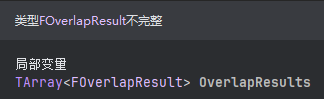 类型FOverlapResult不完整
局部变量
TArray<FOverlapResult> OverlapResults